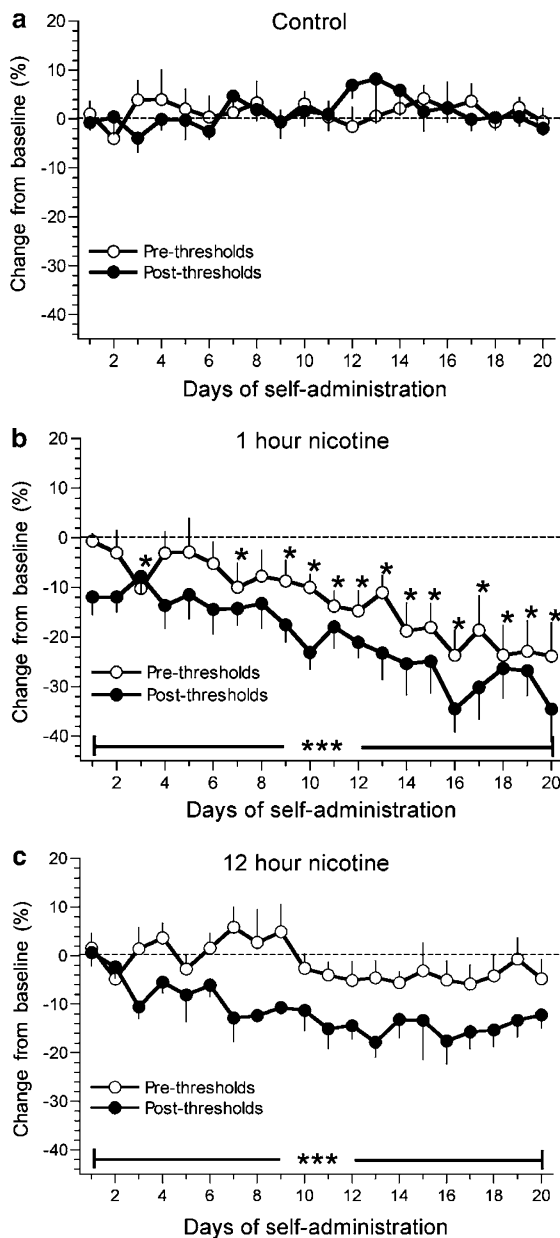 a
Control
20
10
0
-10
-20
-30
-40
Change from baseline (%)
Pre-thresholds
Post-thresholds
2 4 6 8 10 12 14 16 18 20
Days of self-administration
b
1 hour nicotine
20
10
0
-10
-20
-30
-40
Change from baseline (%)
* * * * * * * * * * * * *
Pre-thresholds
Post-thresholds
***
2 4 6 8 10 12 14 16 18 20
Days of self-administration
c
12 hour nicotine
20
10
0
-10
-20
-30
-40
Change from baseline (%)
Pre-thresholds
Post-thresholds
***
2 4 6 8 10 12 14 16 18 20
Days of self-administration